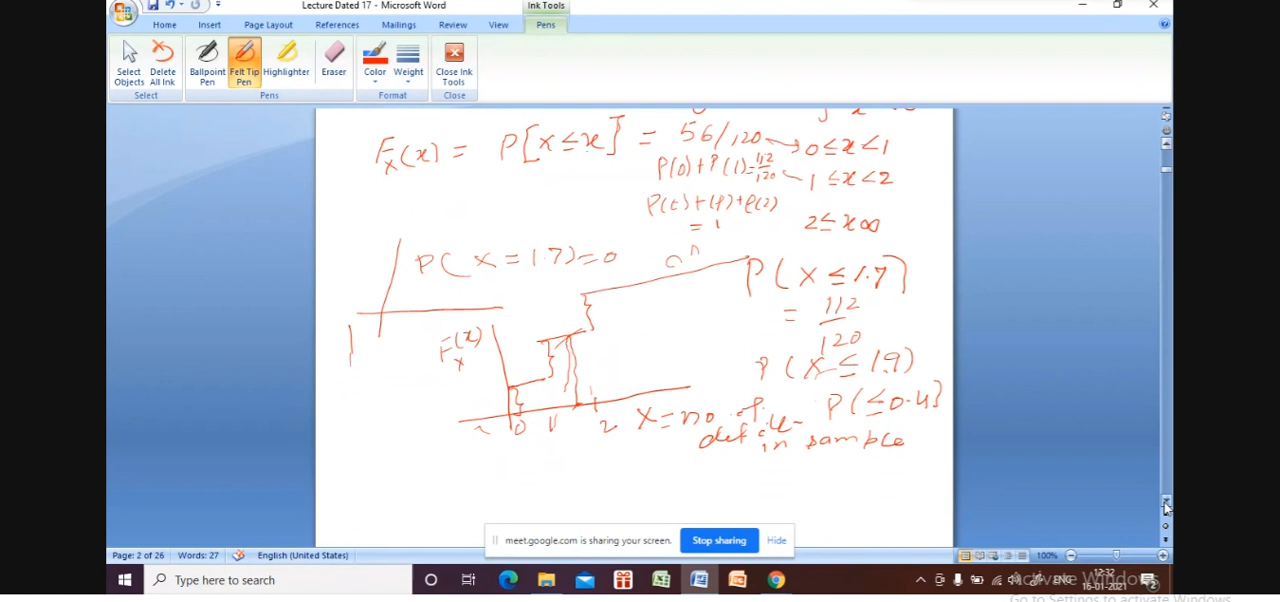 Lecture Dated 17 - Microsoft Word
Ink Tools
Home Insert Page Layout References Mailings Review View Pens
Select Objects
Delete All Ink
Ballpoint Pen
Felt Tip Pen
Highlighter
Eraser
Color
Weight
Close Ink Tools
Select Pens Format Close
F_X(x) = P[X≤x] = 56/120 0≤x<1
P(0)+P(1)=112/120 1≤x<2
= 1 2≤x∞
P(X=1.7)=0
P(X≤1.7)
= 112/120
F_X(x)
P(X≤1.9)
P(≤0.4)
0 1 2 X=no of
def in sample
meet.google.com is sharing your screen. Stop sharing Hide
Page: 2 of 26 Words: 27 English (United States) 100%
Type here to search
ENG
12:32
16-01-2021
2
Activate Windows
Go to Settings to activate Windows.